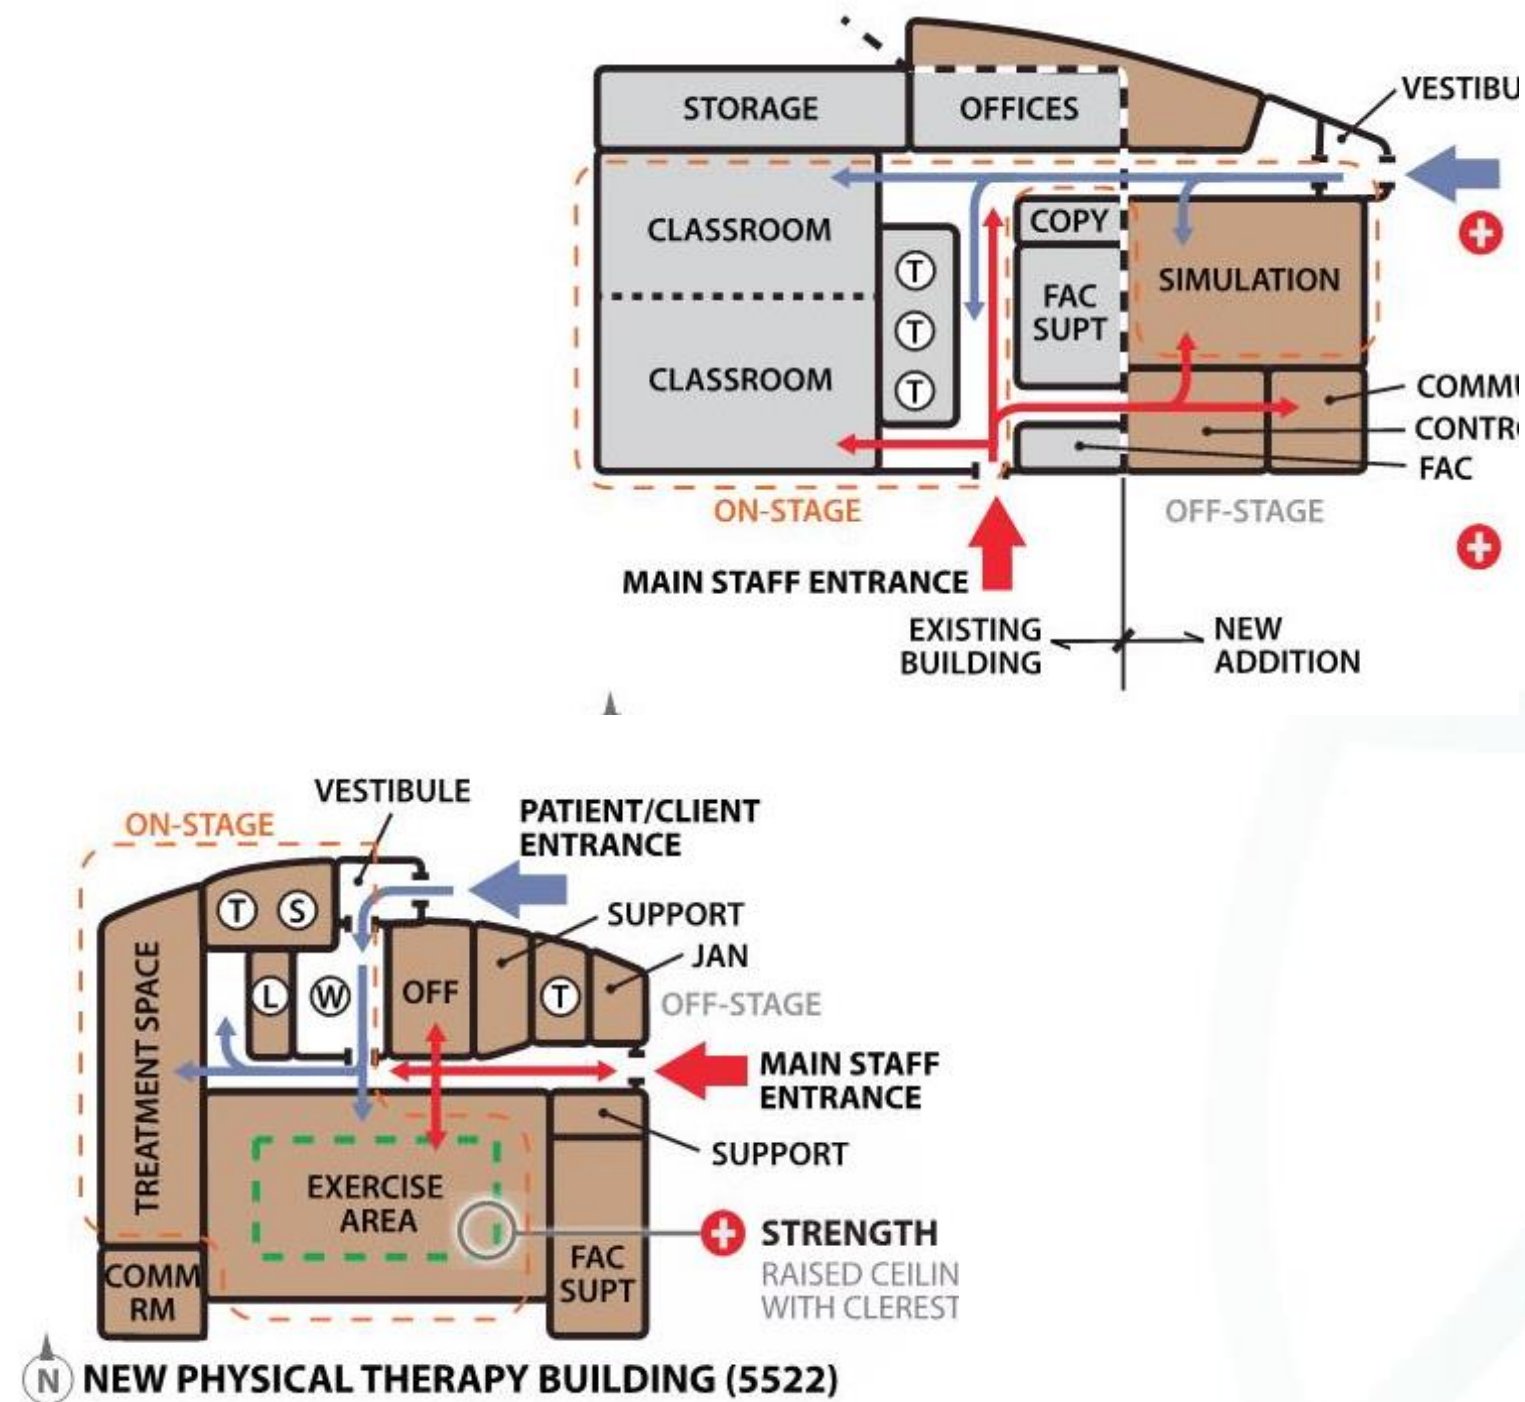 VESTIBU
STORAGE
OFFICES
CLASSROOM
COPY
T
SIMULATION
FAC
SUPT
T
CLASSROOM
T
COMMU
CONTRO
FAC
ON-STAGE
OFF-STAGE
MAIN STAFF ENTRANCE
EXISTING
BUILDING
NEW
ADDITION
VESTIBULE
ON-STAGE
PATIENT/CLIENT
ENTRANCE
T S
SUPPORT
JAN
TREATMENT SPACE
L W
OFF
T
OFF-STAGE
MAIN STAFF
ENTRANCE
SUPPORT
EXERCISE
AREA
STRENGTH
RAISED CEILIN
WITH CLEREST
FAC
SUPT
COMM
RM
N NEW PHYSICAL THERAPY BUILDING (5522)